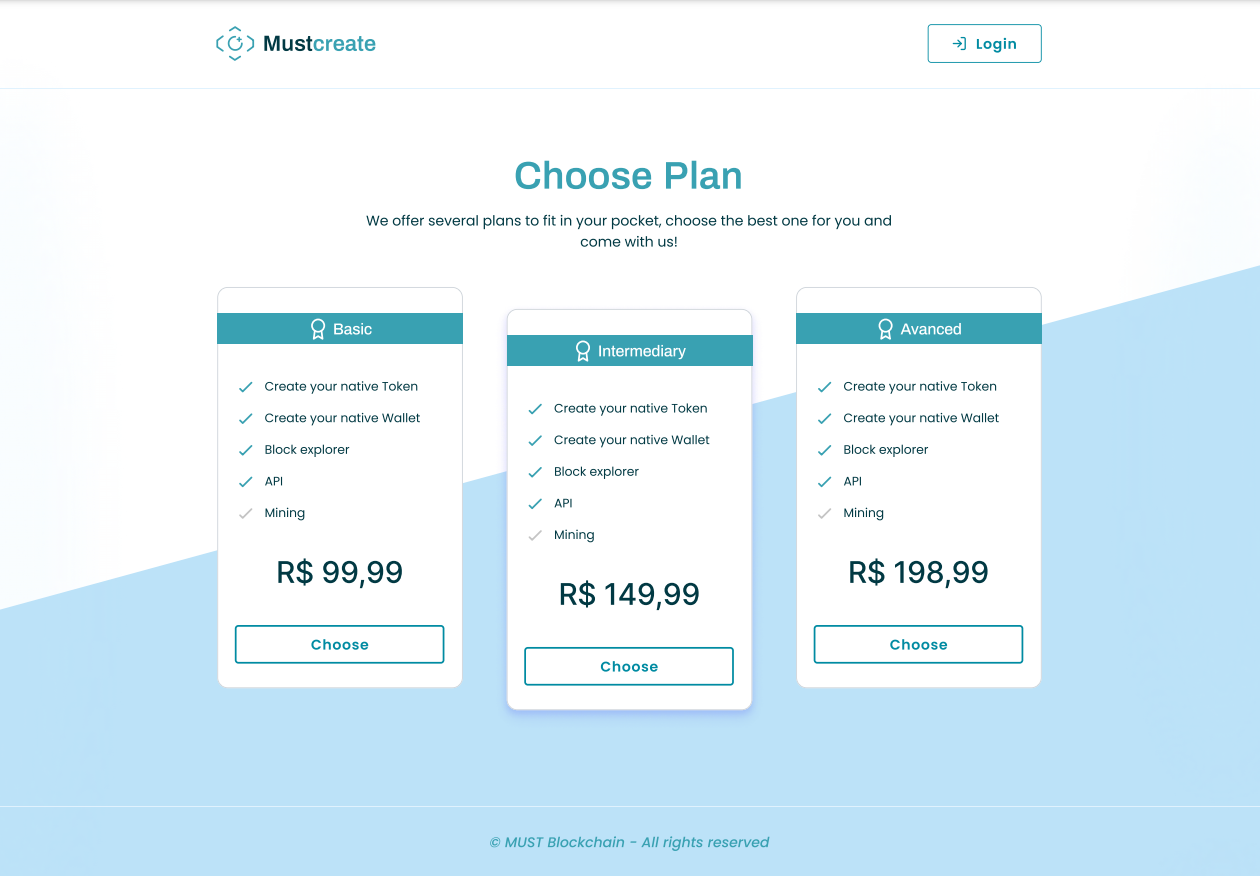 Mustcreate
Login
Choose Plan
We offer several plans to fit in your pocket, choose the best one for you and
come with us!
Basic
Create your native Token
Create your native Wallet
Block explorer
API
Mining
R$ 99,99
Choose
Intermediary
Create your native Token
Create your native Wallet
Block explorer
API
Mining
R$ 149,99
Choose
Avanced
Create your native Token
Create your native Wallet
Block explorer
API
Mining
R$ 198,99
Choose
© MUST Blockchain - All rights reserved